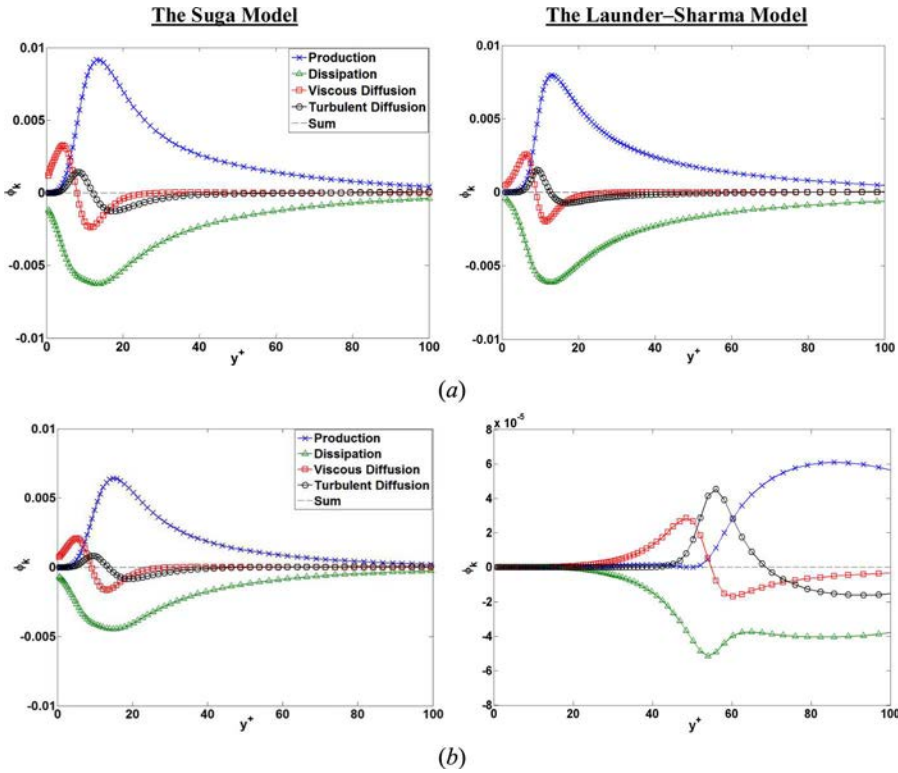 The Suga Model
The Launder–Sharma Model
0.01
0.005
0
-0.005
-0.01
ϕk
0 20 40 60 80 100
y+
Production
Dissipation
Viscous Diffusion
Turbulent Diffusion
Sum
0.01
0.005
0
-0.005
-0.01
ϕk
0 20 40 60 80 100
y+
(a)
0.01
0.005
0
-0.005
-0.01
ϕk
0 20 40 60 80 100
y+
Production
Dissipation
Viscous Diffusion
Turbulent Diffusion
Sum
x 10-5
8
6
4
2
0
-2
-4
-6
-8
ϕk
0 20 40 60 80 100
y+
(b)